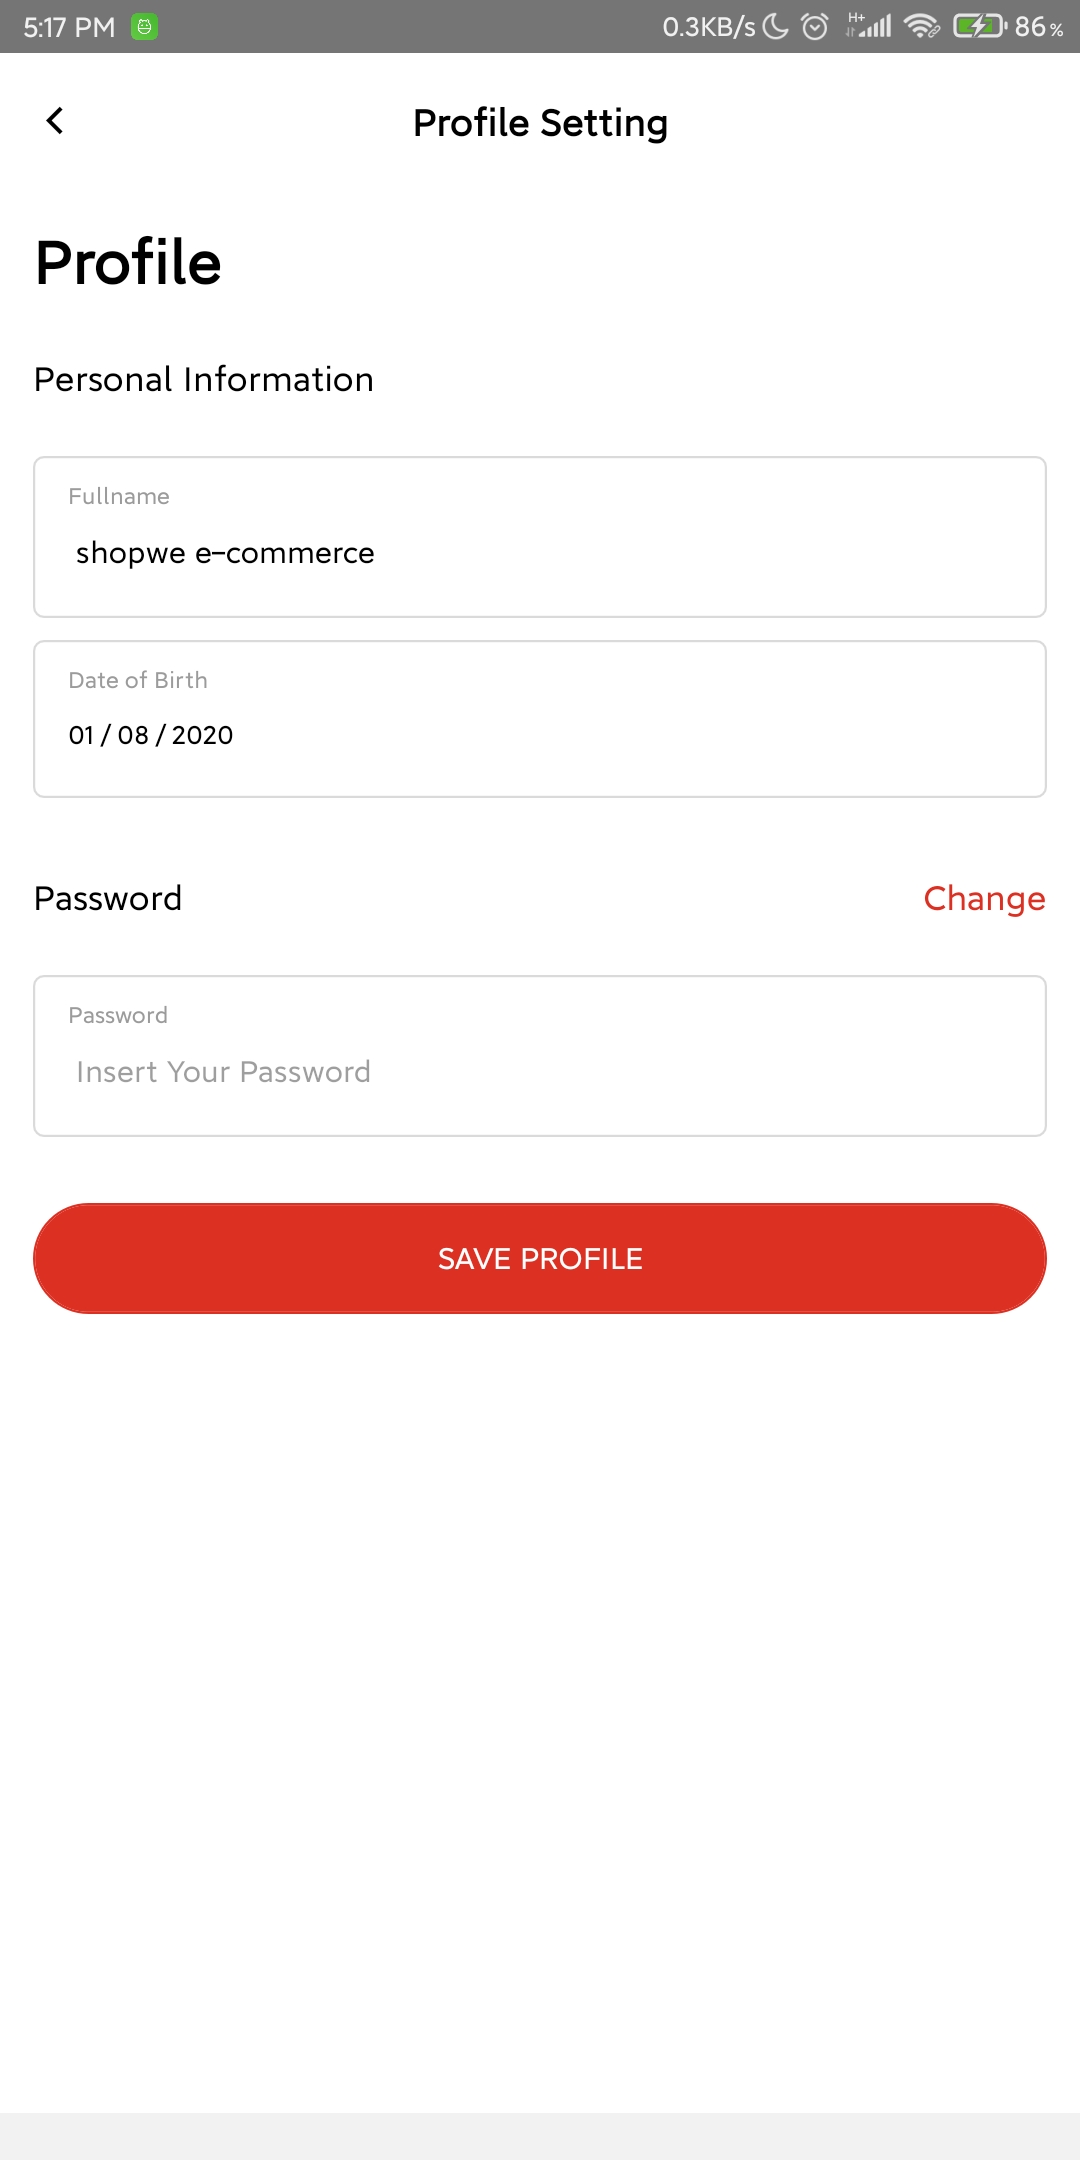 5:17 PM 0.3KB/s H+ 86%
Profile Setting
Profile
Personal Information
Fullname
shopwe e-commerce
Date of Birth
01 / 08 / 2020
Password Change
Password
Insert Your Password
SAVE PROFILE